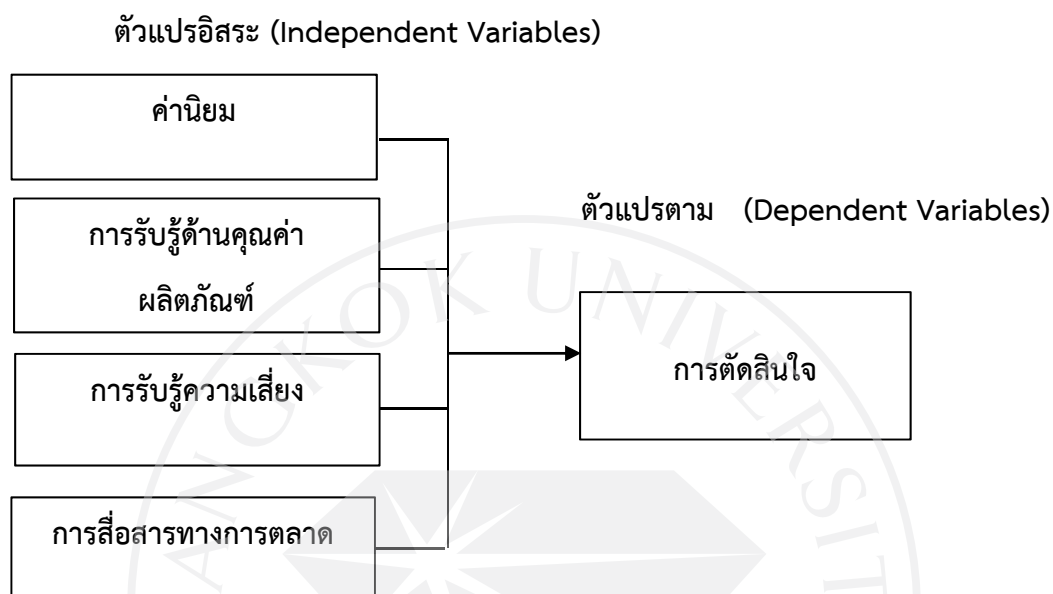 ตัวแปรอิสระ (Independent Variables)
ค่านิยม
การรับรู้ด้านคุณค่า
ผลิตภัณฑ์
การรับรู้ความเสี่ยง
การสื่อสารทางการตลาด
ตัวแปรตาม (Dependent Variables)
การตัดสินใจ
ANGKOK UNIVERSIT